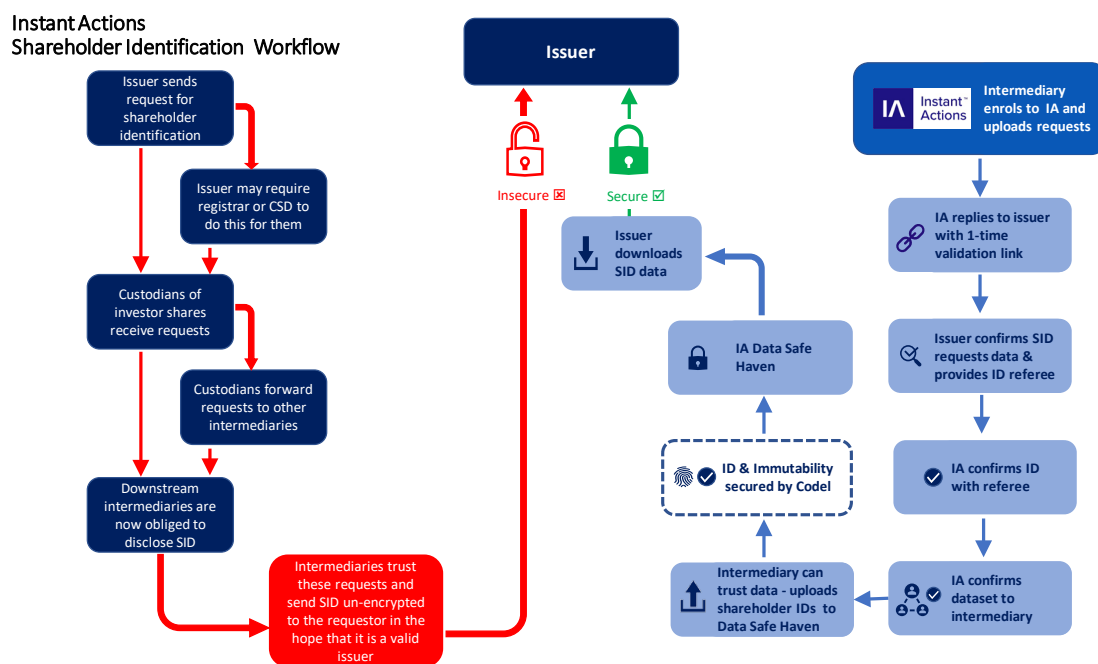 Instant Actions
Shareholder Identification Workflow
Issuer sends
request for
shareholder
identification
Issuer may require
registrar or CSD to
do this for them
Custodians of
investor shares
receive requests
Custodians forward
requests to other
intermediaries
Downstream
intermediaries are
now obliged to
disclose SID
Intermediaries trust
these requests and
send SID un-encrypted
to the requestor in the
hope that it is a valid
issuer
Issuer
Insecure
Secure
Issuer
downloads
SID data
IA Data Safe
Haven
ID & Immutability
secured by Codel
Intermediary can
trust data - uploads
shareholder IDs to
Data Safe Haven
IA Instant™
Actions
Intermediary
enrols to IA and
uploads requests
IA replies to issuer
with 1-time
validation link
Issuer confirms SID
requests data &
provides ID referee
IA confirms ID
with referee
IA confirms
dataset to
intermediary